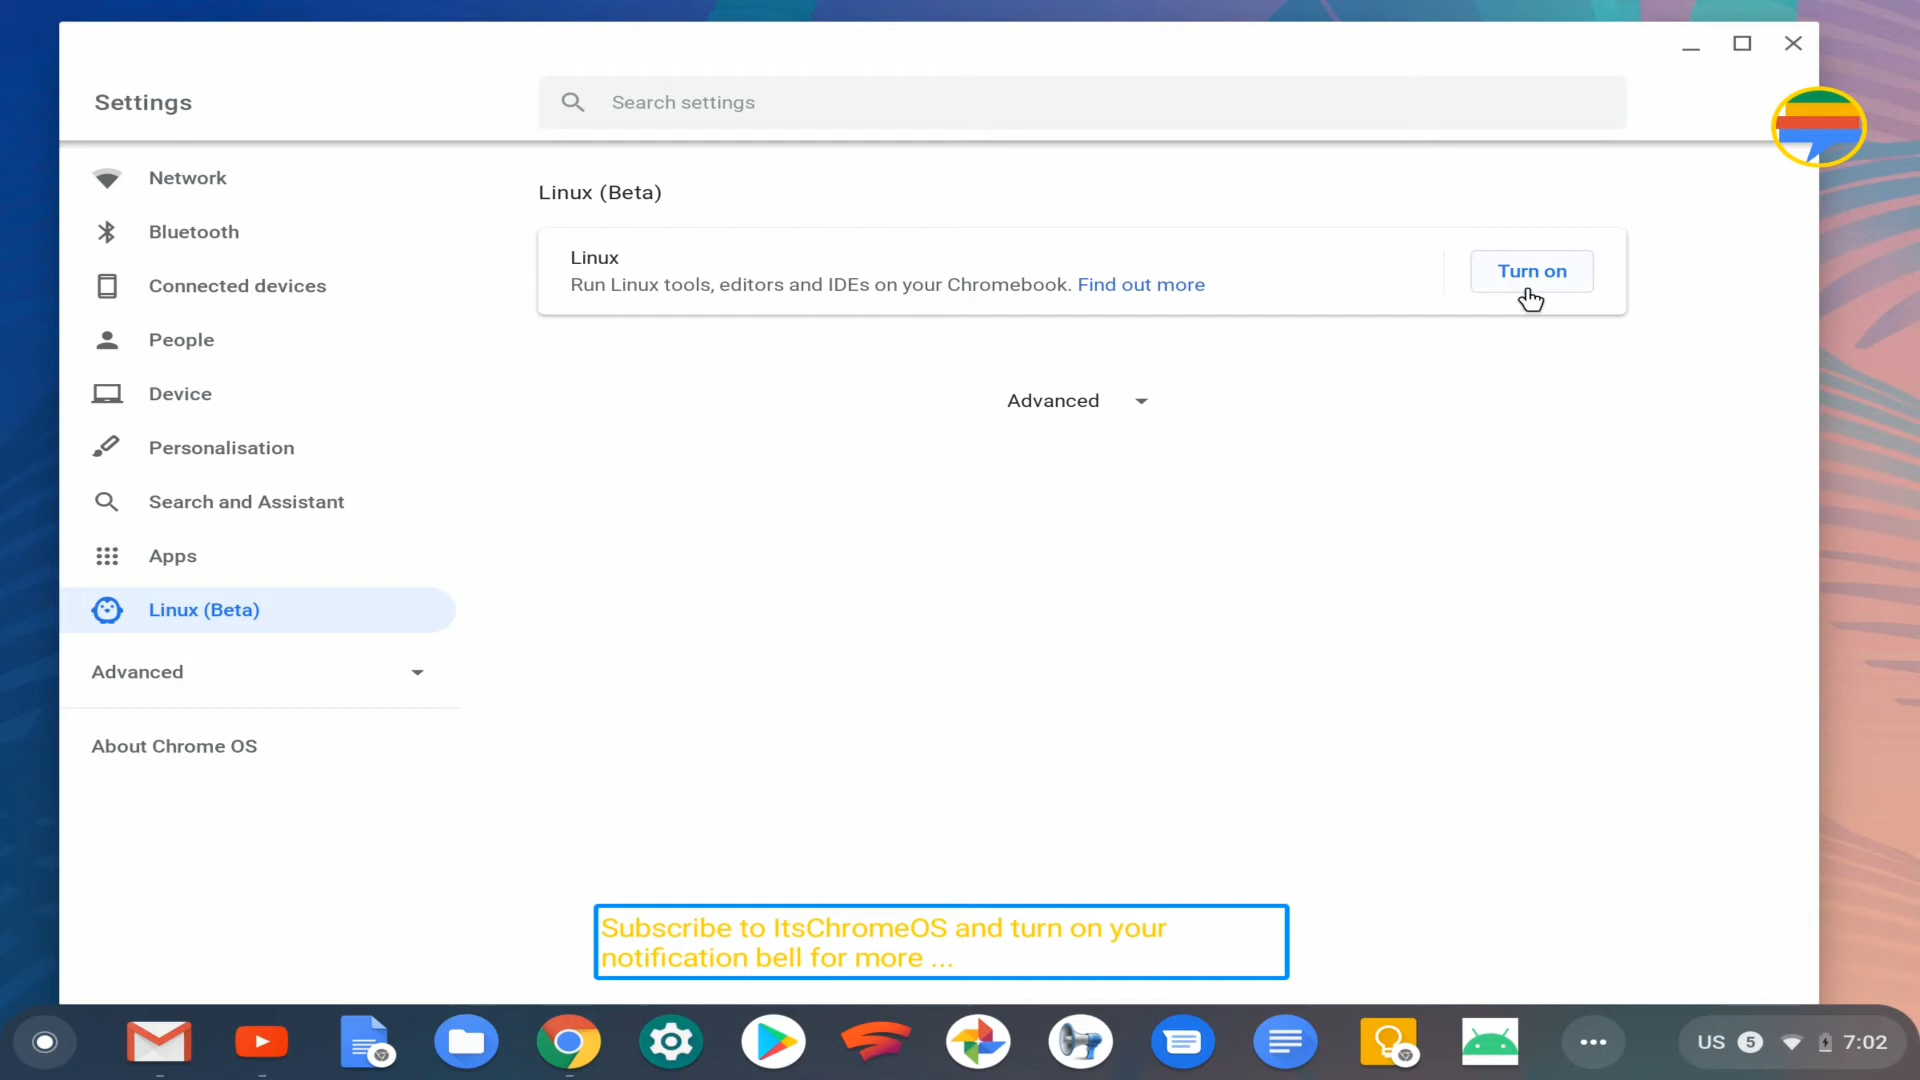 Settings
Search settings
Network
Bluetooth
Connected devices
People
Device
Personalisation
Search and Assistant
Apps
Linux (Beta)
Advanced
About Chrome OS
Linux (Beta)
Linux
Run Linux tools, editors and IDEs on your Chromebook. Find out more
Turn on
Advanced
Subscribe to ItsChromeOS and turn on your
notification bell for more ...
US 5 7:02